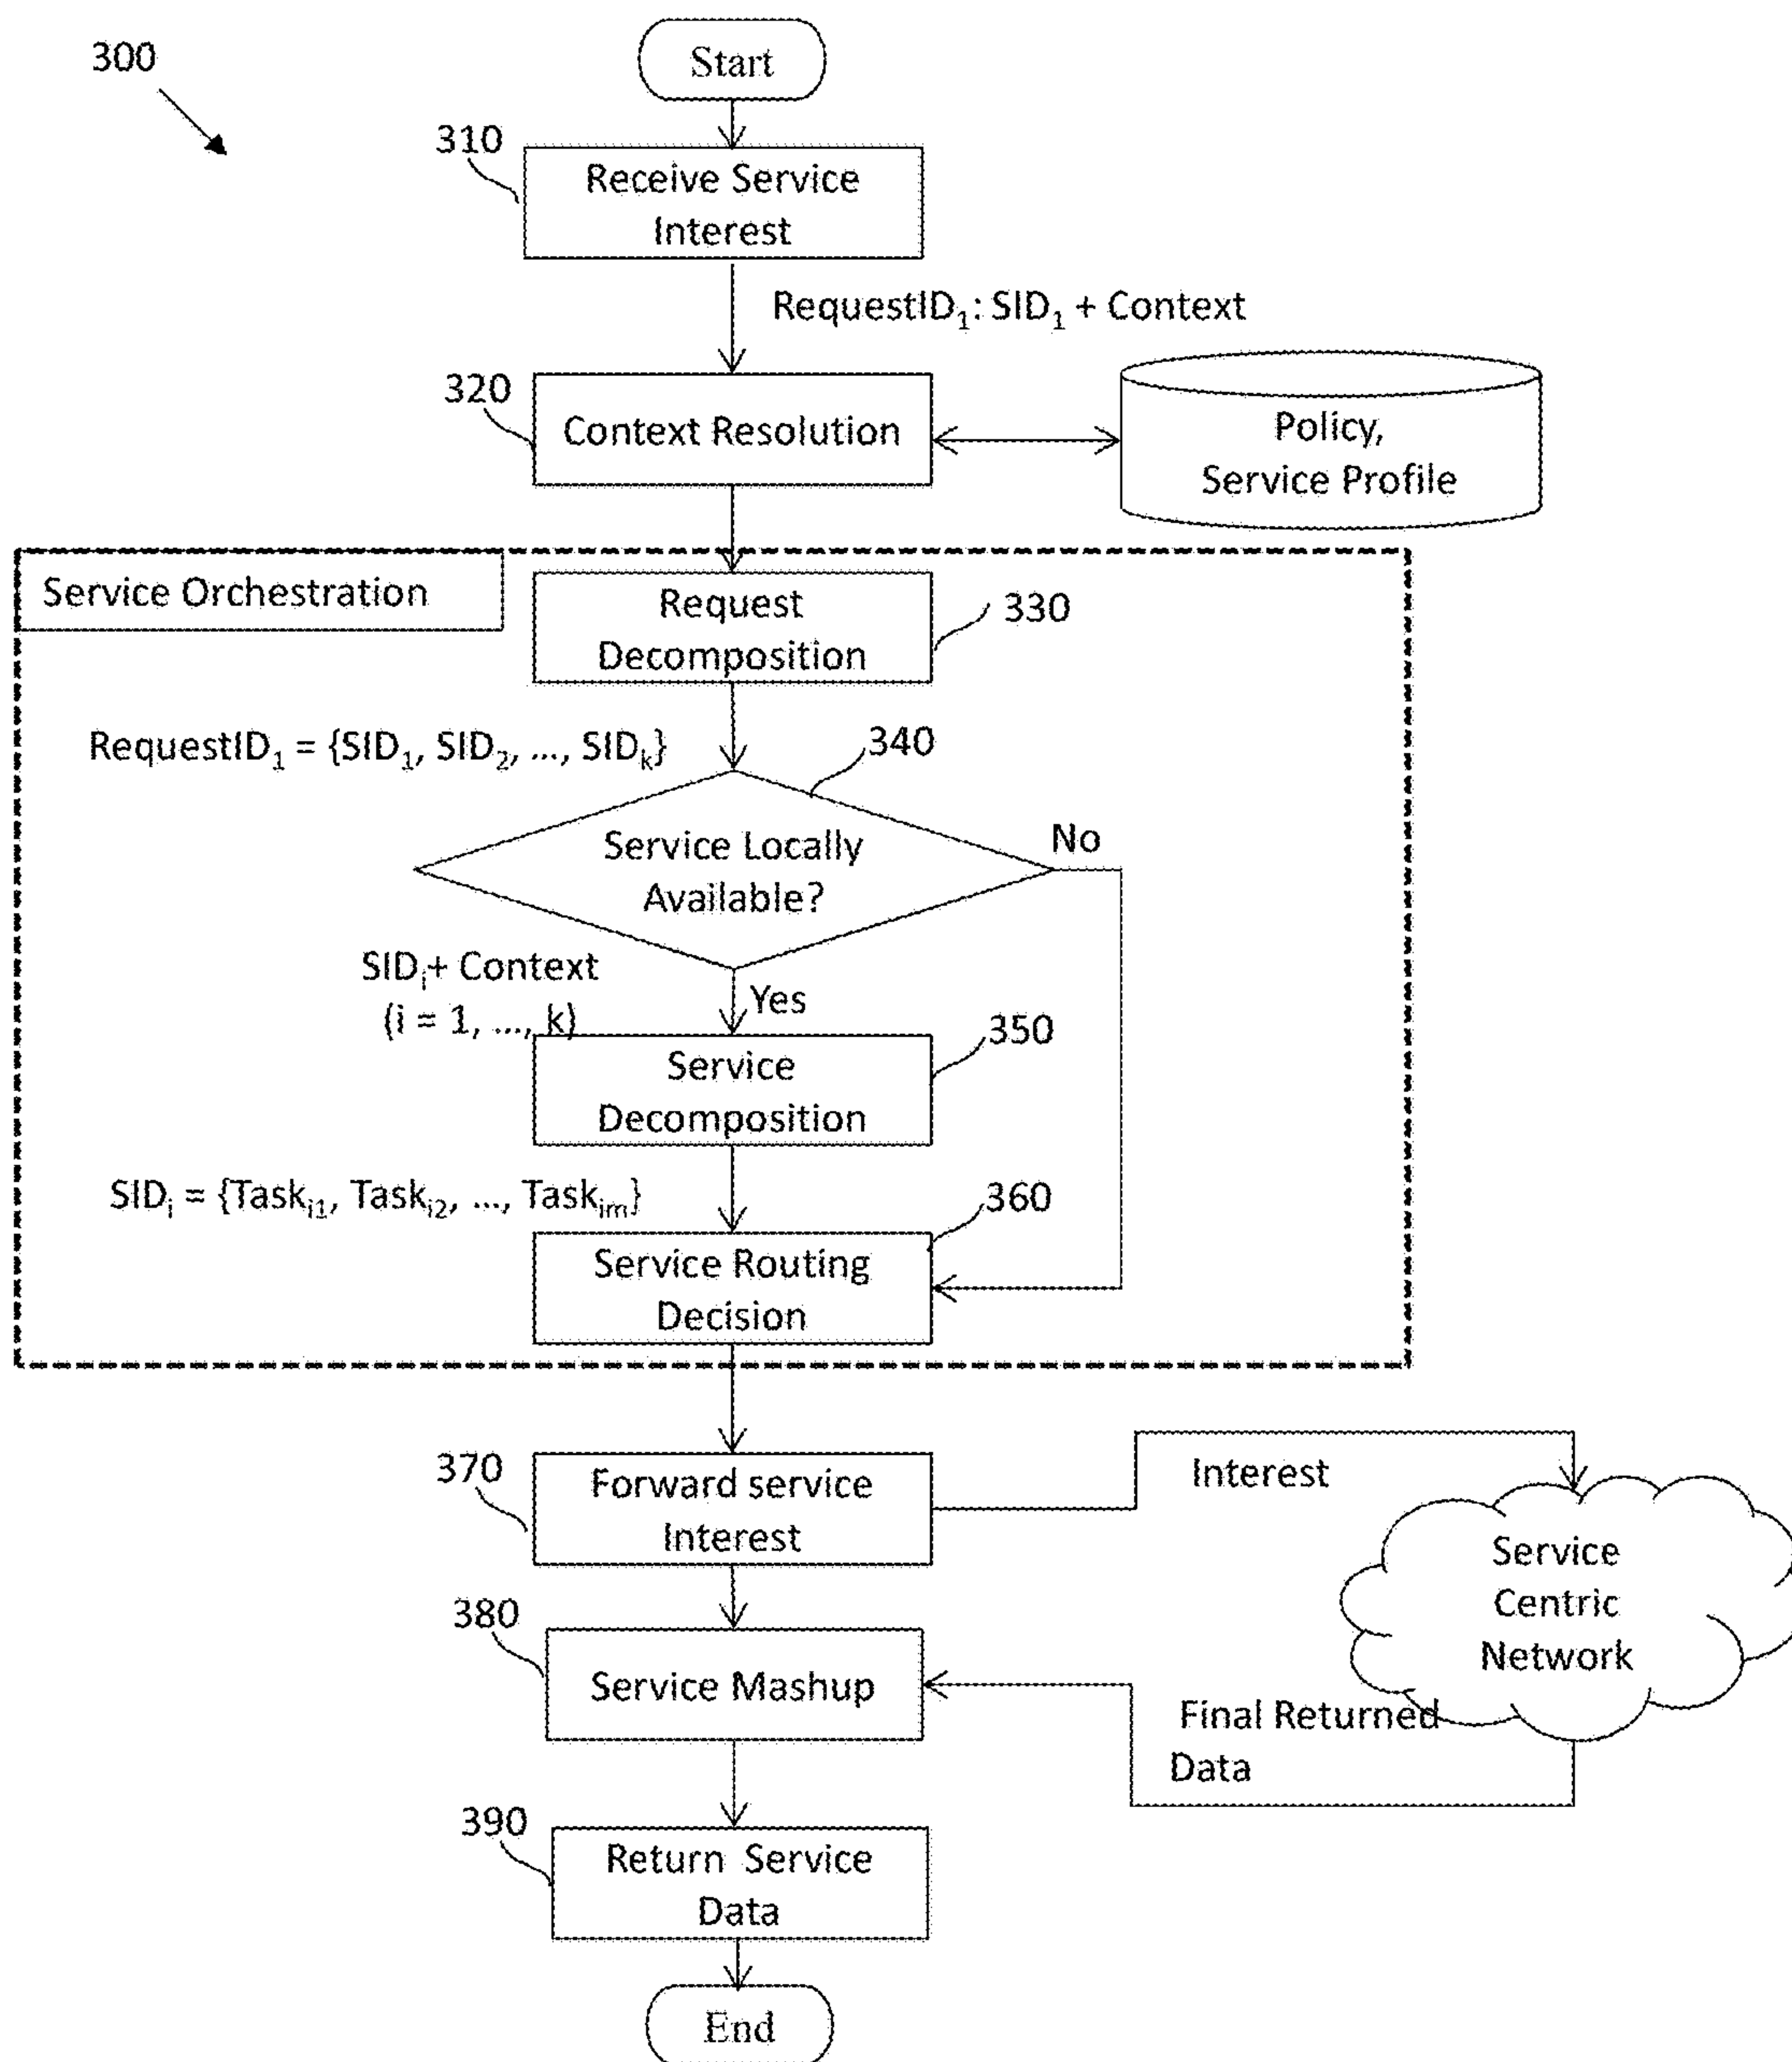 300
Start
310
Receive Service
Interest
RequestID₁: SID₁ + Context
320
Context Resolution
Policy,
Service Profile
Service Orchestration
Request
Decomposition
330
RequestID₁ = {SID₁, SID₂, ..., SIDₖ}
340
Service Locally
Available?
No
SIDᵢ+ Context
(i = 1, ..., k)
Yes
350
Service
Decomposition
SIDᵢ = {Taskᵢ₁, Taskᵢ₂, ..., Taskᵢₘ}
360
Service Routing
Decision
370
Forward service
Interest
Interest
Service
Centric
Network
380
Service Mashup
Final Returned
Data
390
Return Service
Data
End